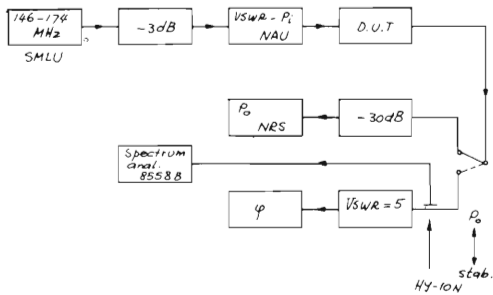 146-174 MHz
SMLU
-3dB
VSWR-Pi
NAU
D.U.T
Po
NRS
-30dB
Spectrum
anal.
8558B
φ
VSWR=5
Po
stab.
HY-10N